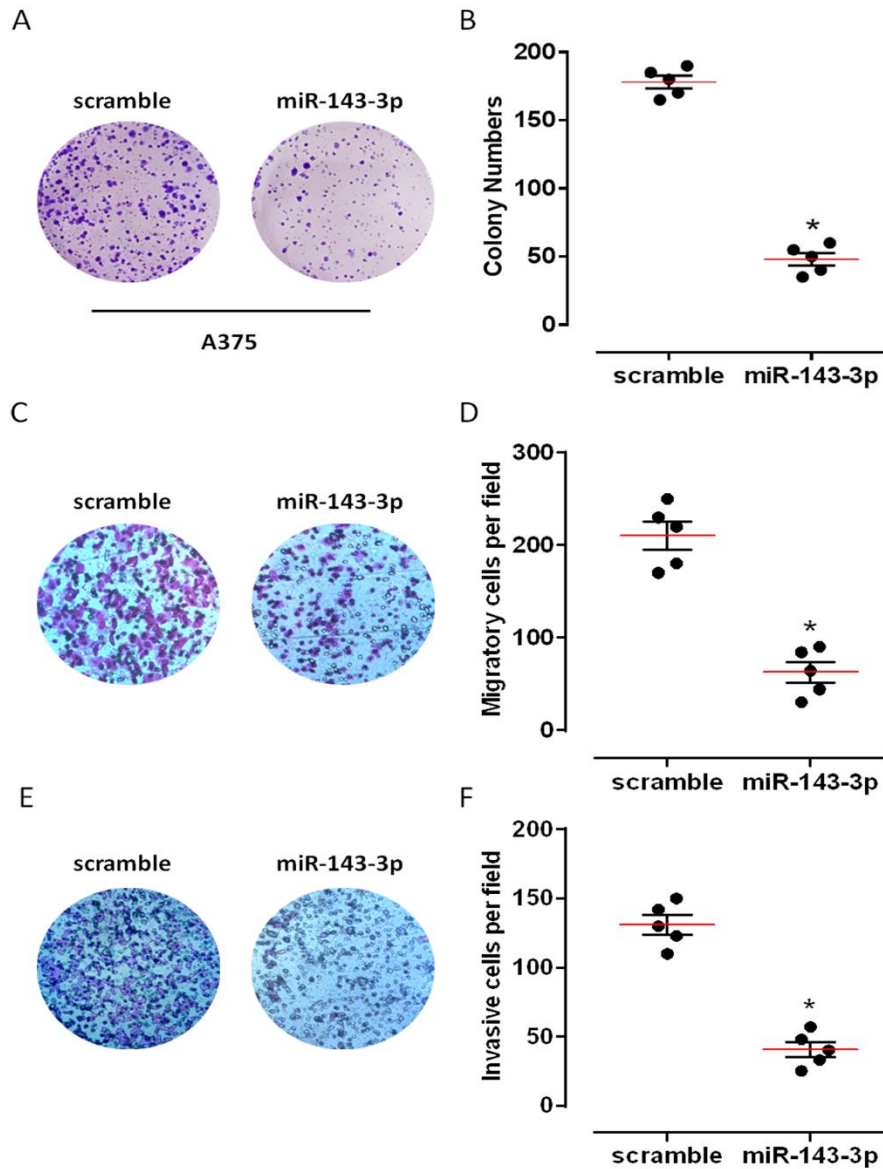 A
scramble
miR-143-3p
A375
B
Colony Numbers
200
150
100
50
0
*
scramble
miR-143-3p
C
scramble
miR-143-3p
D
Migratory cells per field
300
200
100
0
*
scramble
miR-143-3p
E
scramble
miR-143-3p
F
Invasive cells per field
200
150
100
50
0
*
scramble
miR-143-3p